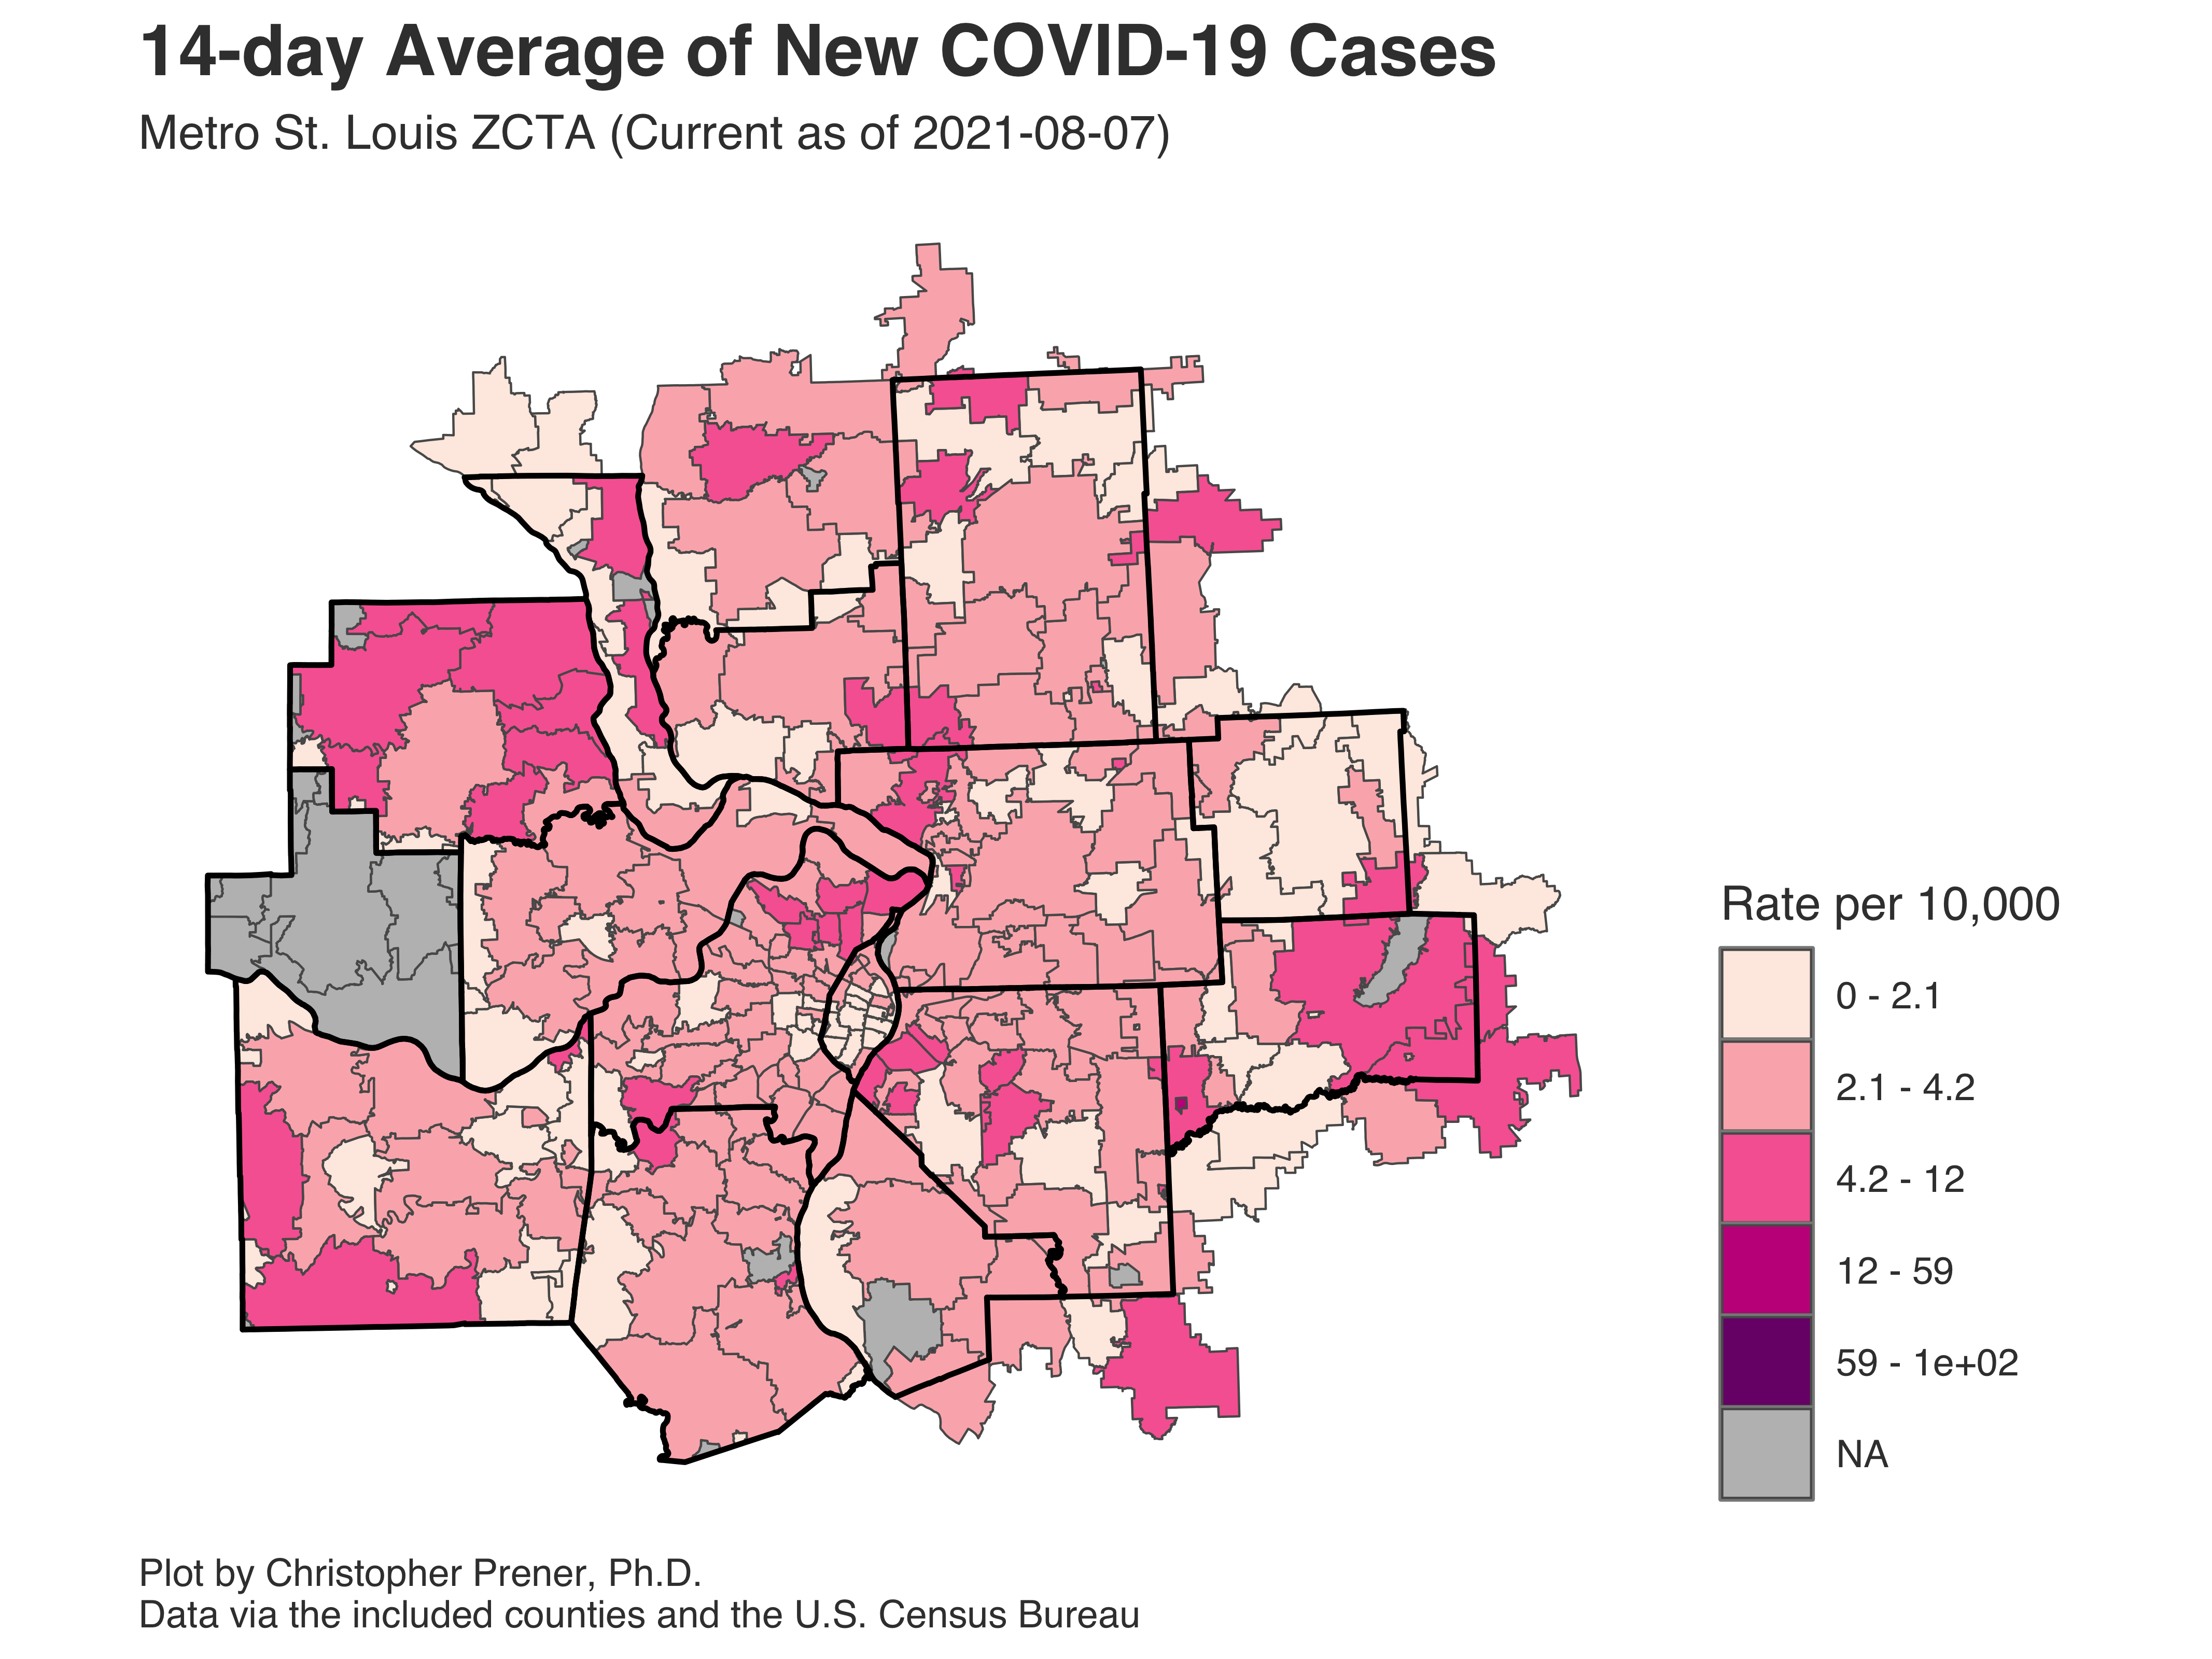 14-day Average of New COVID-19 Cases
Metro St. Louis ZCTA (Current as of 2021-08-07)
Rate per 10,000
0 - 2.1
2.1 - 4.2
4.2 - 12
12 - 59
59 - 1e+02
NA
Plot by Christopher Prener, Ph.D.
Data via the included counties and the U.S. Census Bureau